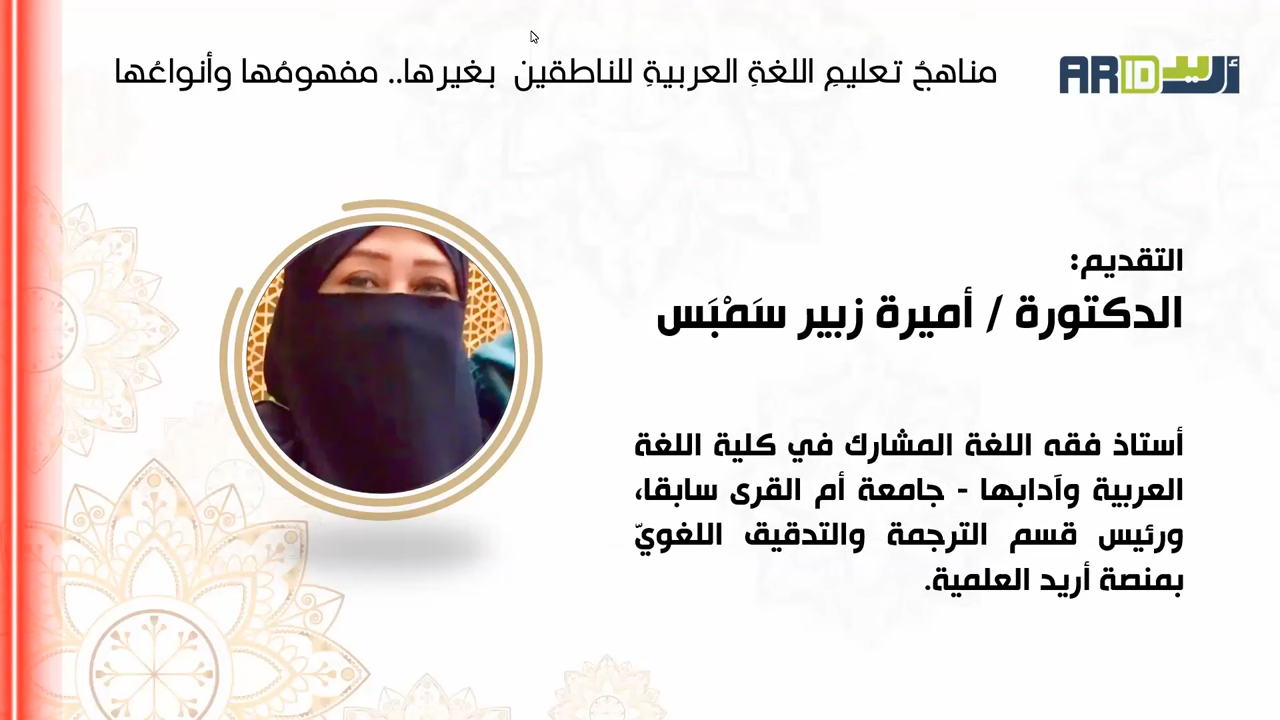 مناهجُ تعليمِ اللغةِ العربيةِ للناطقين بغيرها.. مفهومُها وأنواعُها
ARID أريد
التقديم:
الدكتورة / أميرة زبير سَمْبَس
أستاذ فقه اللغة المشارك في كلية اللغة
العربية وآدابها - جامعة أم القرى سابقا،
ورئيس قسم الترجمة والتدقيق اللغويّ
بمنصة أريد العلمية.